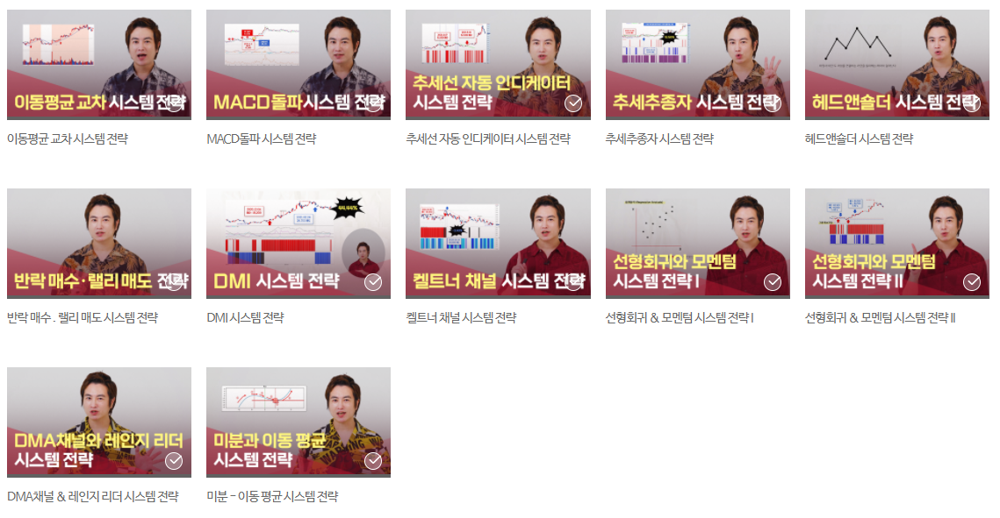 이동평균 교차 시스템 전략
MACD돌파시스템 전략
추세선 자동 인디케이터
시스템 전략
추세추종자 시스템 전략
헤드앤숄더 시스템 전략
이동평균 교차 시스템 전략
MACD돌파 시스템 전략
추세선 자동 인디케이터 시스템 전략
추세추종자 시스템 전략
헤드앤숄더 시스템 전략
반락 매수·랠리 매도 전략
DMI 시스템 전략
켈트너 채널 시스템 전략
선형회귀와 모멘텀
시스템 전략 I
선형회귀와 모멘텀
시스템 전략 II
반락 매수 . 랠리 매도 시스템 전략
DMI 시스템 전략
켈트너 채널 시스템 전략
선형회귀 & 모멘텀 시스템 전략 I
선형회귀 & 모멘텀 시스템 전략 II
DMA채널와 레인지 리더
시스템 전략
미분과 이동 평균
시스템 전략
DMA채널 & 레인지 리더 시스템 전략
미분 - 이동 평균 시스템 전략